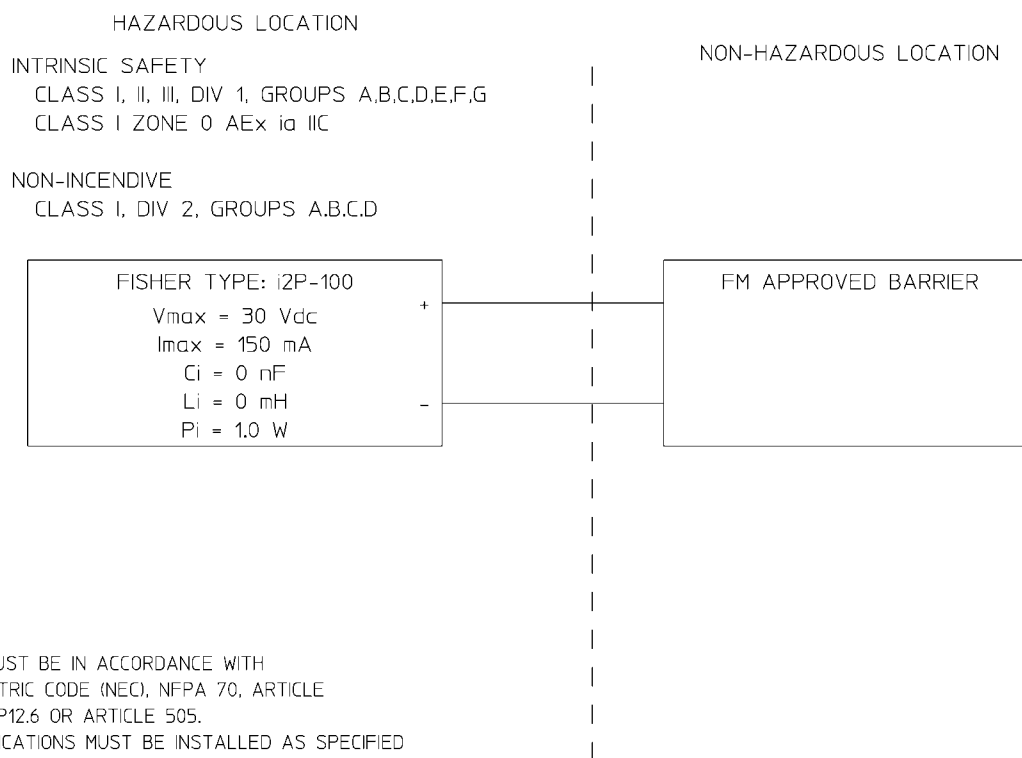 HAZARDOUS LOCATION
NON-HAZARDOUS LOCATION
INTRINSIC SAFETY
CLASS I, II, III, DIV 1, GROUPS A,B,C,D,E,F,G
CLASS I ZONE 0 AEx ia IIC
NON-INCENDIVE
CLASS I, DIV 2, GROUPS A.B.C.D
FISHER TYPE: i2P-100
Vmax = 30 Vdc
Imax = 150 mA
Ci = 0 nF
Li = 0 mH
Pi = 1.0 W
+
-
FM APPROVED BARRIER
UST BE IN ACCORDANCE WITH
TRIC CODE (NEC), NFPA 70, ARTICLE
P12.6 OR ARTICLE 505.
ICATIONS MUST BE INSTALLED AS SPECIFIED